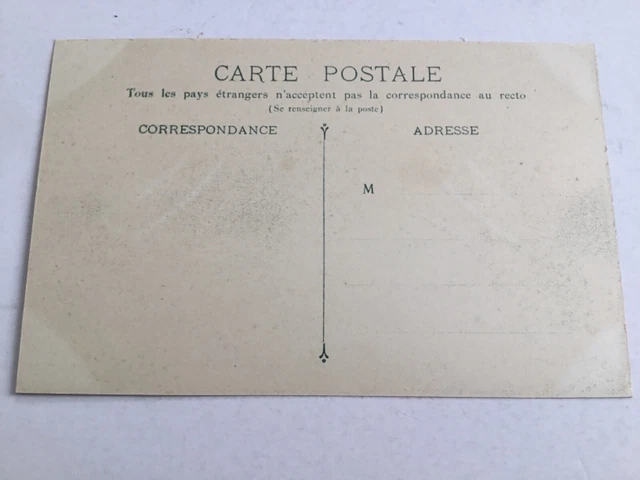 CARTE POSTALE
Tous les pays étrangers n'acceptent pas la correspondance au recto
(Se renseigner à la poste)
CORRESPONDANCE
ADRESSE
M